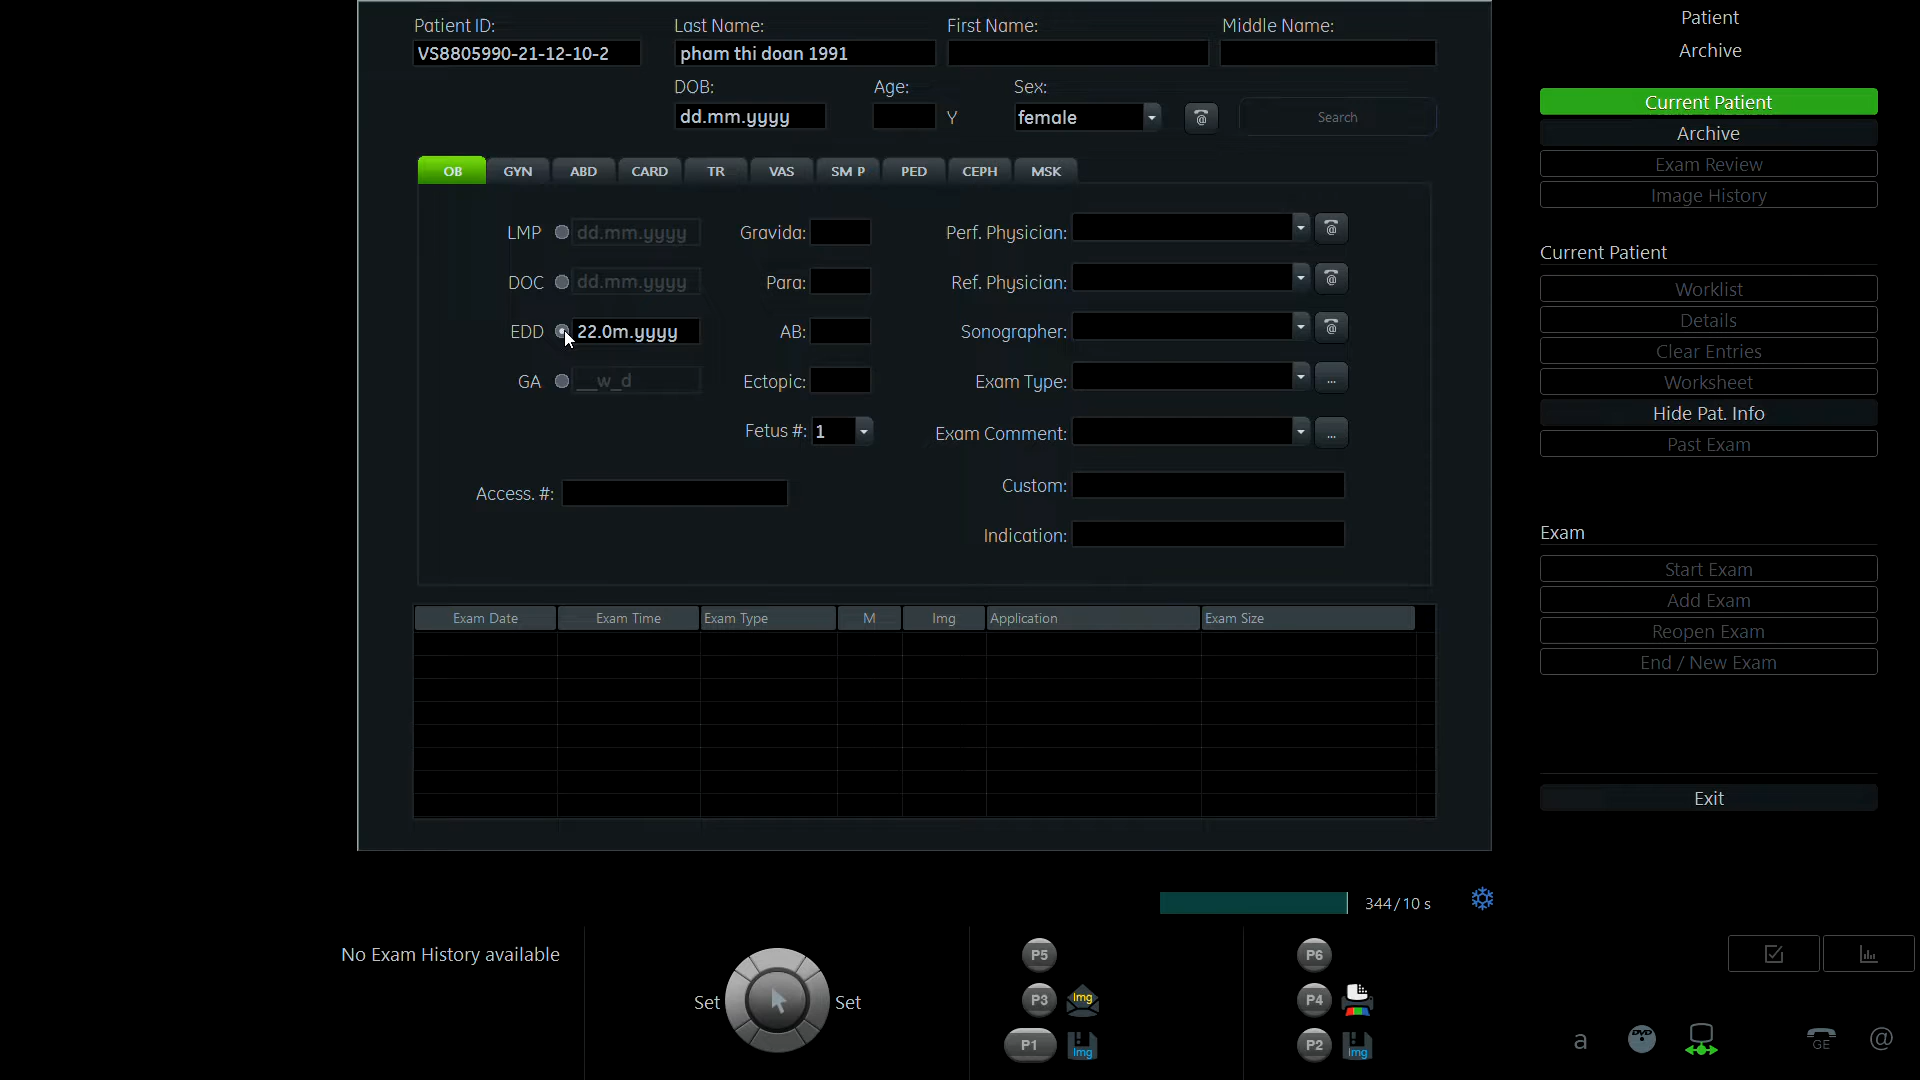 Patient ID: Last Name: First Name: Middle Name:
VS8805990-21-12-10-2 pham thi doan 1991
DOB: Age: Sex:
dd.mm.yyyy Y female Search
OB GYN ABD CARD TR VAS SM P PED CEPH MSK
LMP dd.mm.yyyy Gravida: Perf. Physician:
DOC dd.mm.yyyy Para: Ref. Physician:
EDD 22.0m.yyyy AB: Sonographer:
GA __w_d Ectopic: Exam Type: ...
Fetus #: 1 Exam Comment: ...
Access. #: Custom:
Indication:
Exam Date Exam Time Exam Type M Img Application Exam Size
344/10 s
No Exam History available
Set Set
P5 P6
P3 Img P4
P1 Img P2 Img
Patient
Archive
Current Patient
Archive
Exam Review
Image History
Current Patient
Worklist
Details
Clear Entries
Worksheet
Hide Pat. Info
Past Exam
Exam
Start Exam
Add Exam
Reopen Exam
End / New Exam
Exit
a DVD GE @